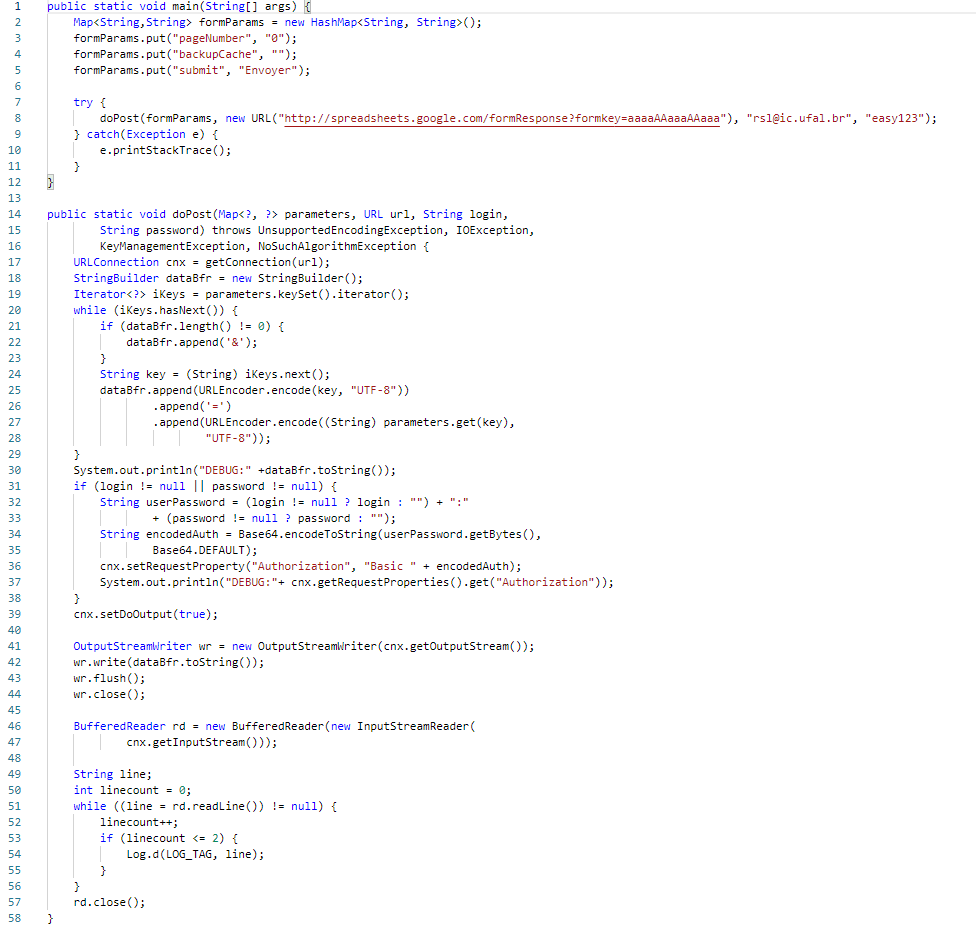 1 public static void main(String[] args) {
2 Map<String,String> formParams = new HashMap<String, String>();
3 formParams.put("pageNumber", "0");
4 formParams.put("backupCache", "");
5 formParams.put("submit", "Envoyer");
6
7 try {
8 doPost(formParams, new URL("http://spreadsheets.google.com/formResponse?formkey=aaaaAAaaaAAaaa"), "rsl@ic.ufal.br", "easy123");
9 } catch(Exception e) {
10 e.printStackTrace();
11 }
12 }
13
14 public static void doPost(Map<?, ?> parameters, URL url, String login,
15 String password) throws UnsupportedEncodingException, IOException,
16 KeyManagementException, NoSuchAlgorithmException {
17 URLConnection cnx = getConnection(url);
18 StringBuilder dataBfr = new StringBuilder();
19 Iterator<?> iKeys = parameters.keySet().iterator();
20 while (iKeys.hasNext()) {
21 if (dataBfr.length() != 0) {
22 dataBfr.append('&');
23 }
24 String key = (String) iKeys.next();
25 dataBfr.append(URLEncoder.encode(key, "UTF-8"))
26 .append('=')
27 .append(URLEncoder.encode((String) parameters.get(key),
28 "UTF-8"));
29 }
30 System.out.println("DEBUG:" +dataBfr.toString());
31 if (login != null || password != null) {
32 String userPassword = (login != null ? login : "") + ":"
33 + (password != null ? password : "");
34 String encodedAuth = Base64.encodeToString(userPassword.getBytes(),
35 Base64.DEFAULT);
36 cnx.setRequestProperty("Authorization", "Basic " + encodedAuth);
37 System.out.println("DEBUG:"+ cnx.getRequestProperties().get("Authorization"));
38 }
39 cnx.setDoOutput(true);
40
41 OutputStreamWriter wr = new OutputStreamWriter(cnx.getOutputStream());
42 wr.write(dataBfr.toString());
43 wr.flush();
44 wr.close();
45
46 BufferedReader rd = new BufferedReader(new InputStreamReader(
47 cnx.getInputStream()));
48
49 String line;
50 int linecount = 0;
51 while ((line = rd.readLine()) != null) {
52 linecount++;
53 if (linecount <= 2) {
54 Log.d(LOG_TAG, line);
55 }
56 }
57 rd.close();
58 }